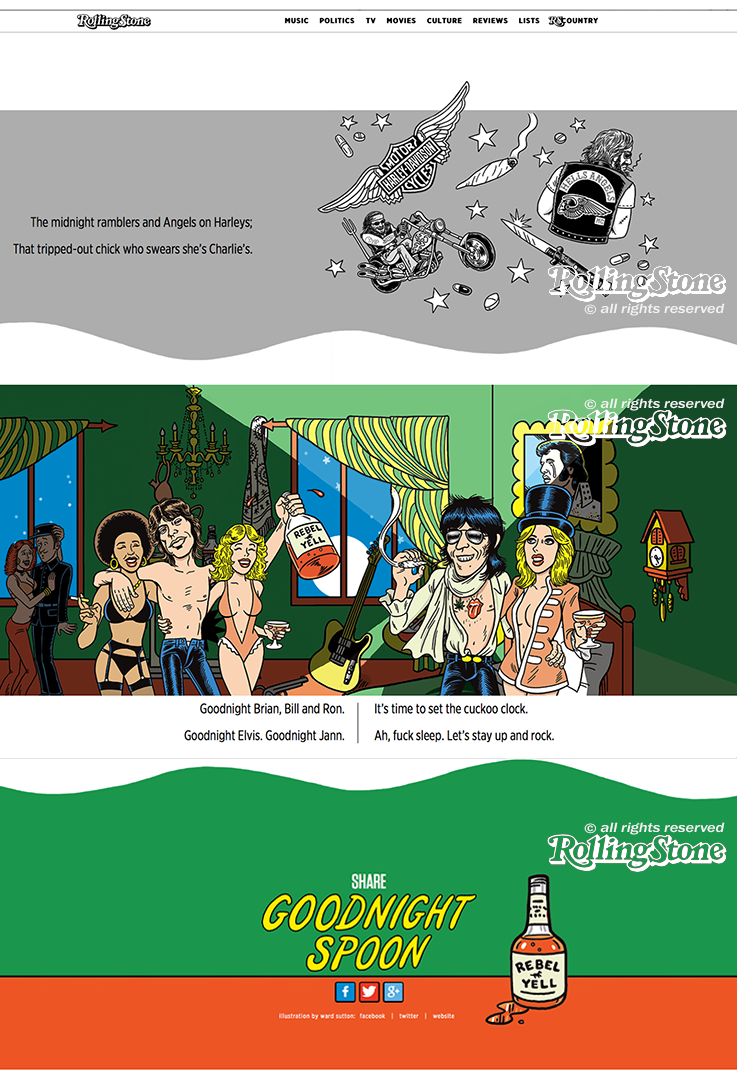 RollingStone
MUSIC POLITICS TV MOVIES CULTURE REVIEWS LISTS RS COUNTRY
MOTOR
HARLEY-DAVIDSON
CYCLES
HELLS ANGELS
MC
The midnight ramblers and Angels on Harleys;
That tripped-out chick who swears she's Charlie's.
RollingStone
© all rights reserved
© all rights reserved
RollingStone
REBEL
YELL
Goodnight Brian, Bill and Ron.
Goodnight Elvis. Goodnight Jann.
It's time to set the cuckoo clock.
Ah, fuck sleep. Let's stay up and rock.
© all rights reserved
RollingStone
SHARE
GOODNIGHT
SPOON
REBEL
YELL
f g+
illustration by ward sutton: facebook | twitter | website